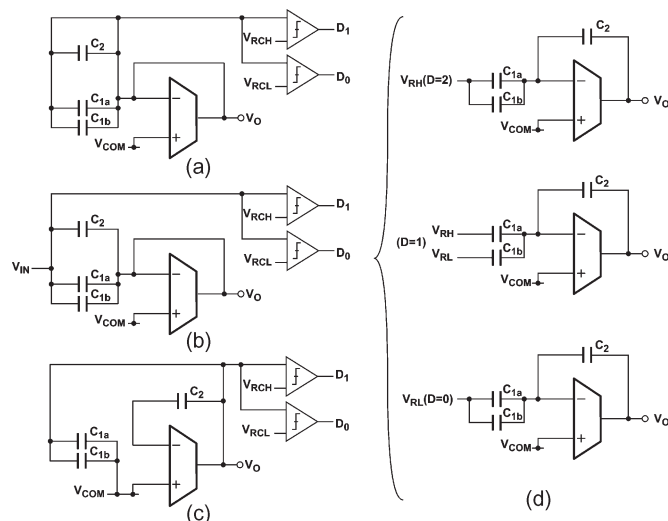 C2
VRCH
D1
VRCL
D0
C1a
C1b
VCOM
VO
(a)
VIN
C2
VRCH
D1
VRCL
D0
C1a
C1b
VCOM
VO
(b)
C2
VRCH
D1
VRCL
D0
C1a
C1b
VCOM
VO
(c)
C2
VRH(D=2)
C1a
C1b
VCOM
VO
C2
(D=1)
VRH
C1a
VRL
C1b
VCOM
VO
C2
VRL(D=0)
C1a
C1b
VCOM
VO
(d)